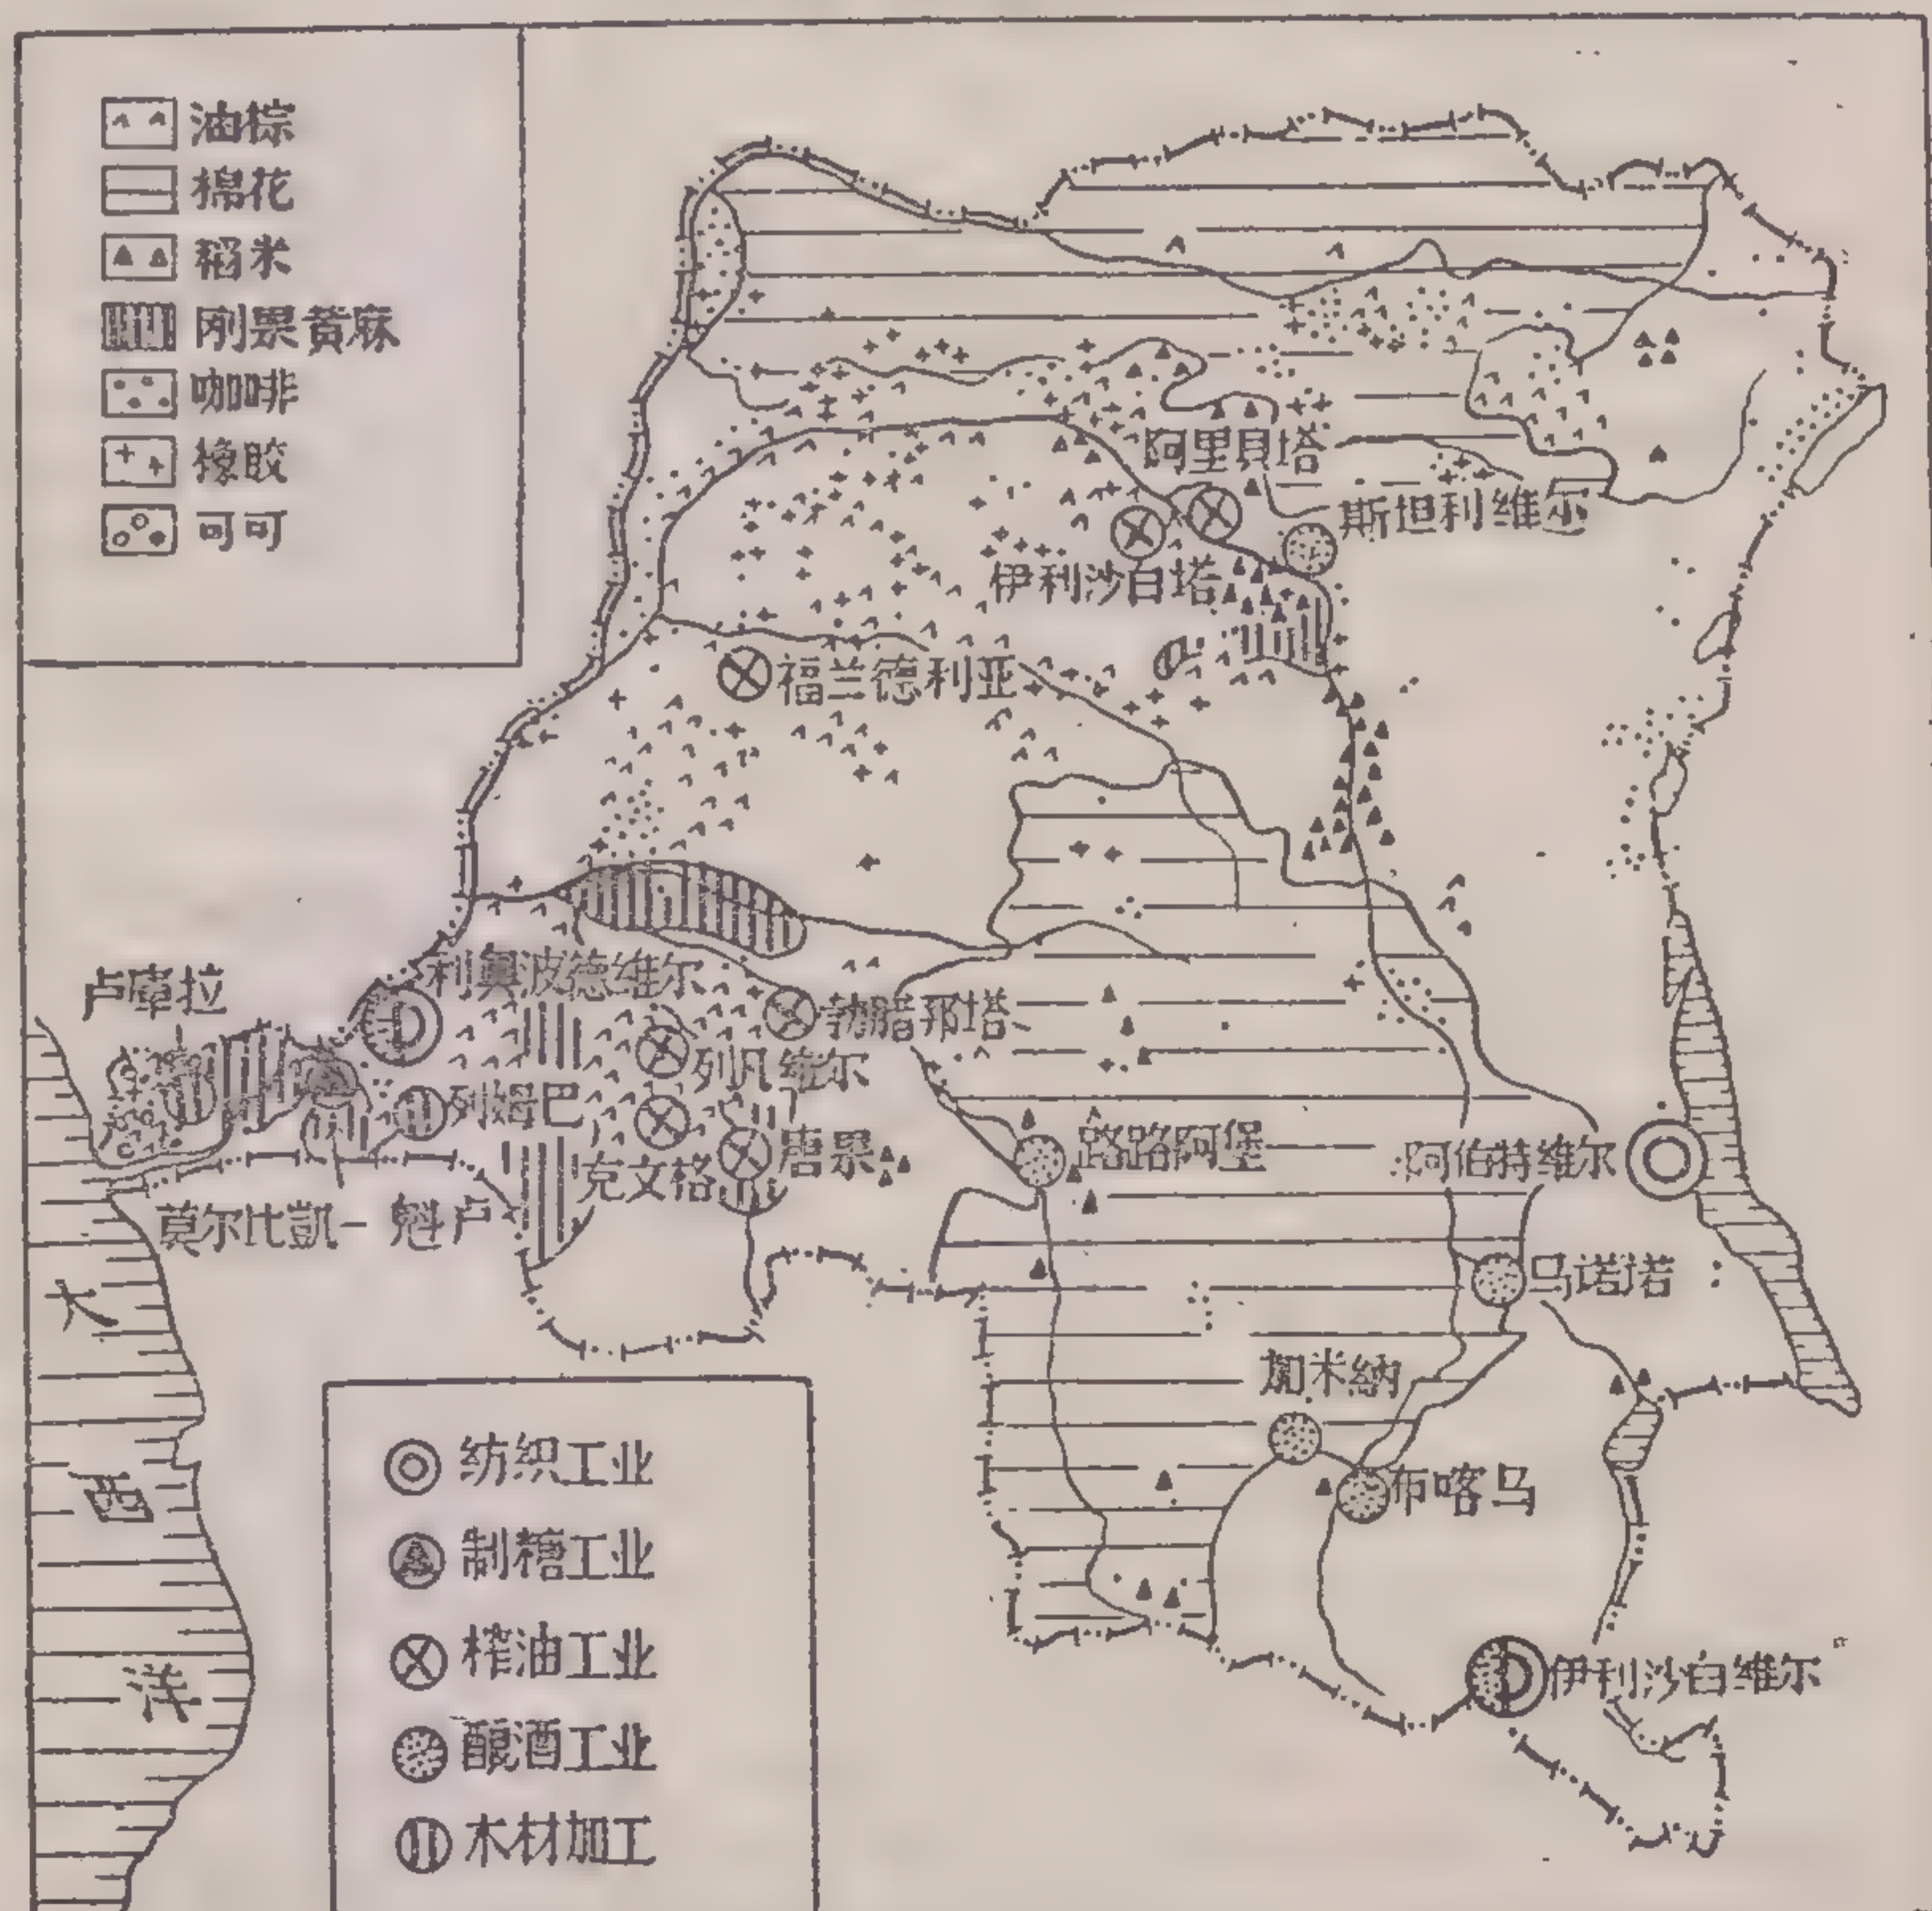 油棕
棉花
稻米
刚果黄麻
咖啡
橡胶
可可
阿里貝塔
斯坦利维尔
伊利沙白塔
福兰德利亚
利奥波德维尔
卢库拉
勃腊邦塔
列凡维尔
列姆巴
路路阿堡
阿伯特维尔
唐果
克文格
莫尔比凯－魁卢
马诺诺
加米納
布喀马
伊利沙白维尔
大
西
洋
纺织工业
制糖工业
榨油工业
酿酒工业
木材加工